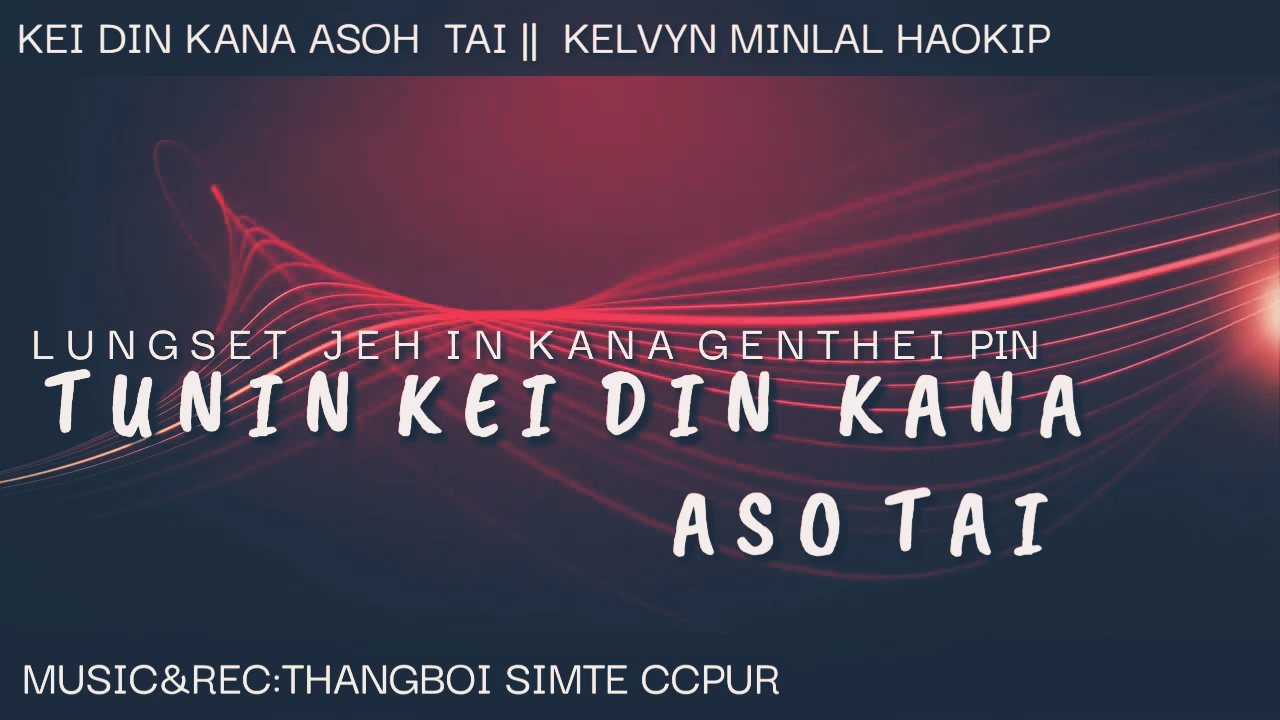 KEI DIN KANA ASOH TAI || KELVYN MINLAL HAOKIP
LUNGSET JEH IN KANA GENTHEI PIN
TUNIN KEI DIN KANA
ASO TAI
MUSIC&REC:THANGBOI SIMTE CCPUR